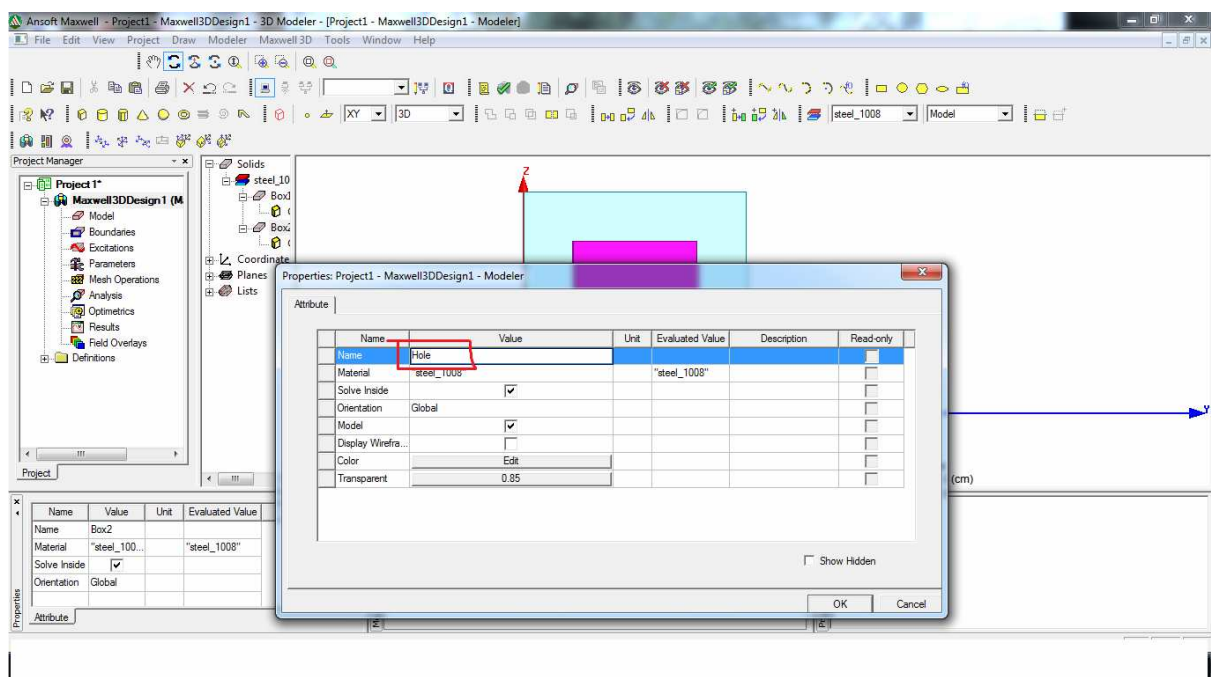 Ansoft Maxwell - Project1 - Maxwell3DDesign1 - 3D Modeler - [Project1 - Maxwell3DDesign1 - Modeler]
File Edit View Project Draw Modeler Maxwell 3D Tools Window Help
XY 3D steel_1008 Model
Project Manager
Project1*
Maxwell3DDesign1 (M
Model
Boundaries
Excitations
Parameters
Mesh Operations
Analysis
Optimetrics
Results
Field Overlays
Definitions
Project
Solids
steel_10
Box1
Box2
Coordinate
Planes
Lists
Z
Y
(cm)
Properties: Project1 - Maxwell3DDesign1 - Modeler
Attribute
Name Value Unit Evaluated Value Description Read-only
Name Hole
Material "steel_1008" "steel_1008"
Solve Inside
Orientation Global
Model
Display Wirefra...
Color Edit
Transparent 0.85
Show Hidden
OK Cancel
Name Value Unit Evaluated Value
Name Box2
Material "steel_100... "steel_1008"
Solve Inside
Orientation Global
Attribute
Properties